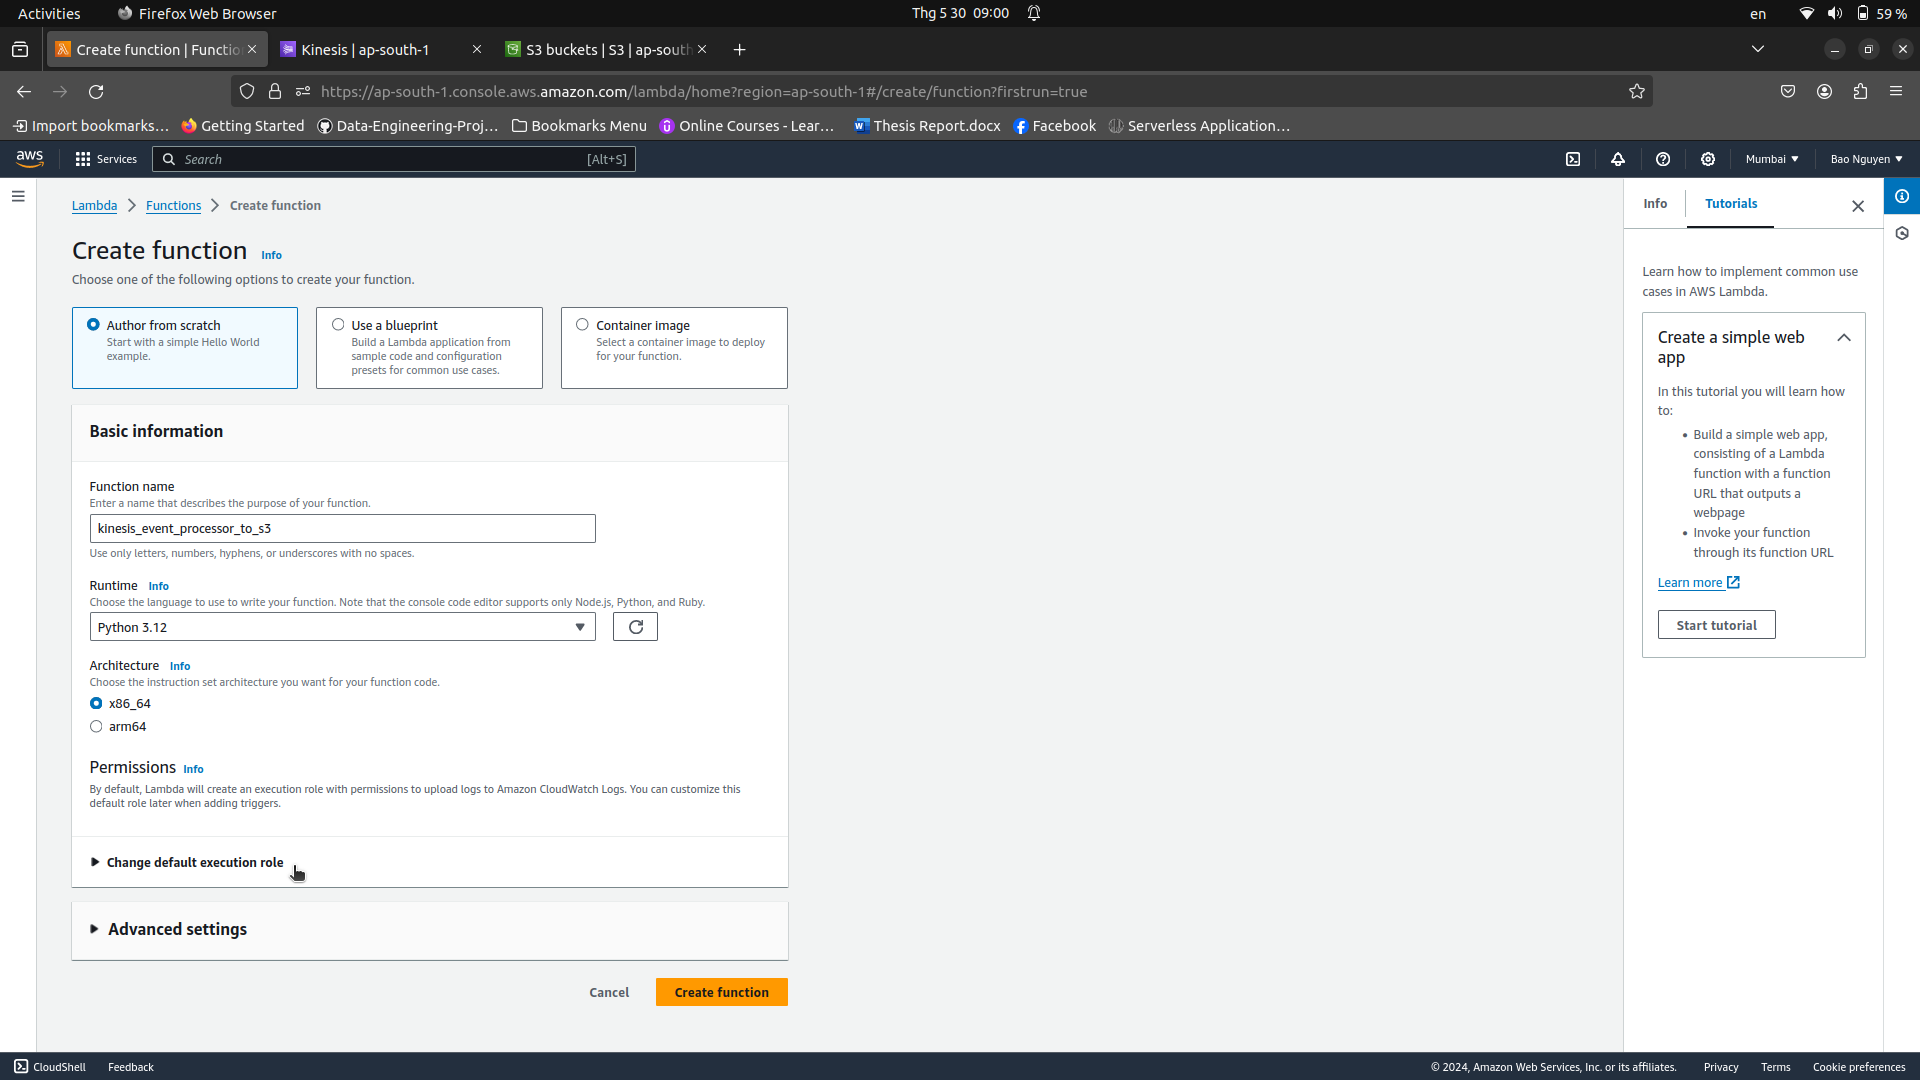 Activities
Firefox Web Browser
Thg 5 30 09:00
en
59 %
Create function | Functio
Kinesis | ap-south-1
S3 buckets | S3 | ap-sout
https://ap-south-1.console.aws.amazon.com/lambda/home?region=ap-south-1#/create/function?firstrun=true
Import bookmarks...
Getting Started
Data-Engineering-Proj...
Bookmarks Menu
Online Courses - Lear...
Thesis Report.docx
Facebook
Serverless Application...
aws
Services
Search
[Alt+S]
Mumbai
Bao Nguyen
Lambda
Functions
Create function
Create function Info
Choose one of the following options to create your function.
Author from scratch
Start with a simple Hello World
example.
Use a blueprint
Build a Lambda application from
sample code and configuration
presets for common use cases.
Container image
Select a container image to deploy
for your function.
Basic information
Function name
Enter a name that describes the purpose of your function.
kinesis_event_processor_to_s3
Use only letters, numbers, hyphens, or underscores with no spaces.
Runtime Info
Choose the language to use to write your function. Note that the console code editor supports only Node.js, Python, and Ruby.
Python 3.12
Architecture Info
Choose the instruction set architecture you want for your function code.
x86_64
arm64
Permissions Info
By default, Lambda will create an execution role with permissions to upload logs to Amazon CloudWatch Logs. You can customize this
default role later when adding triggers.
Change default execution role
Advanced settings
Cancel
Create function
Info
Tutorials
Learn how to implement common use
cases in AWS Lambda.
Create a simple web
app
In this tutorial you will learn how
to:
• Build a simple web app,
consisting of a Lambda
function with a function
URL that outputs a
webpage
• Invoke your function
through its function URL
Learn more
Start tutorial
CloudShell
Feedback
© 2024, Amazon Web Services, Inc. or its affiliates.
Privacy
Terms
Cookie preferences